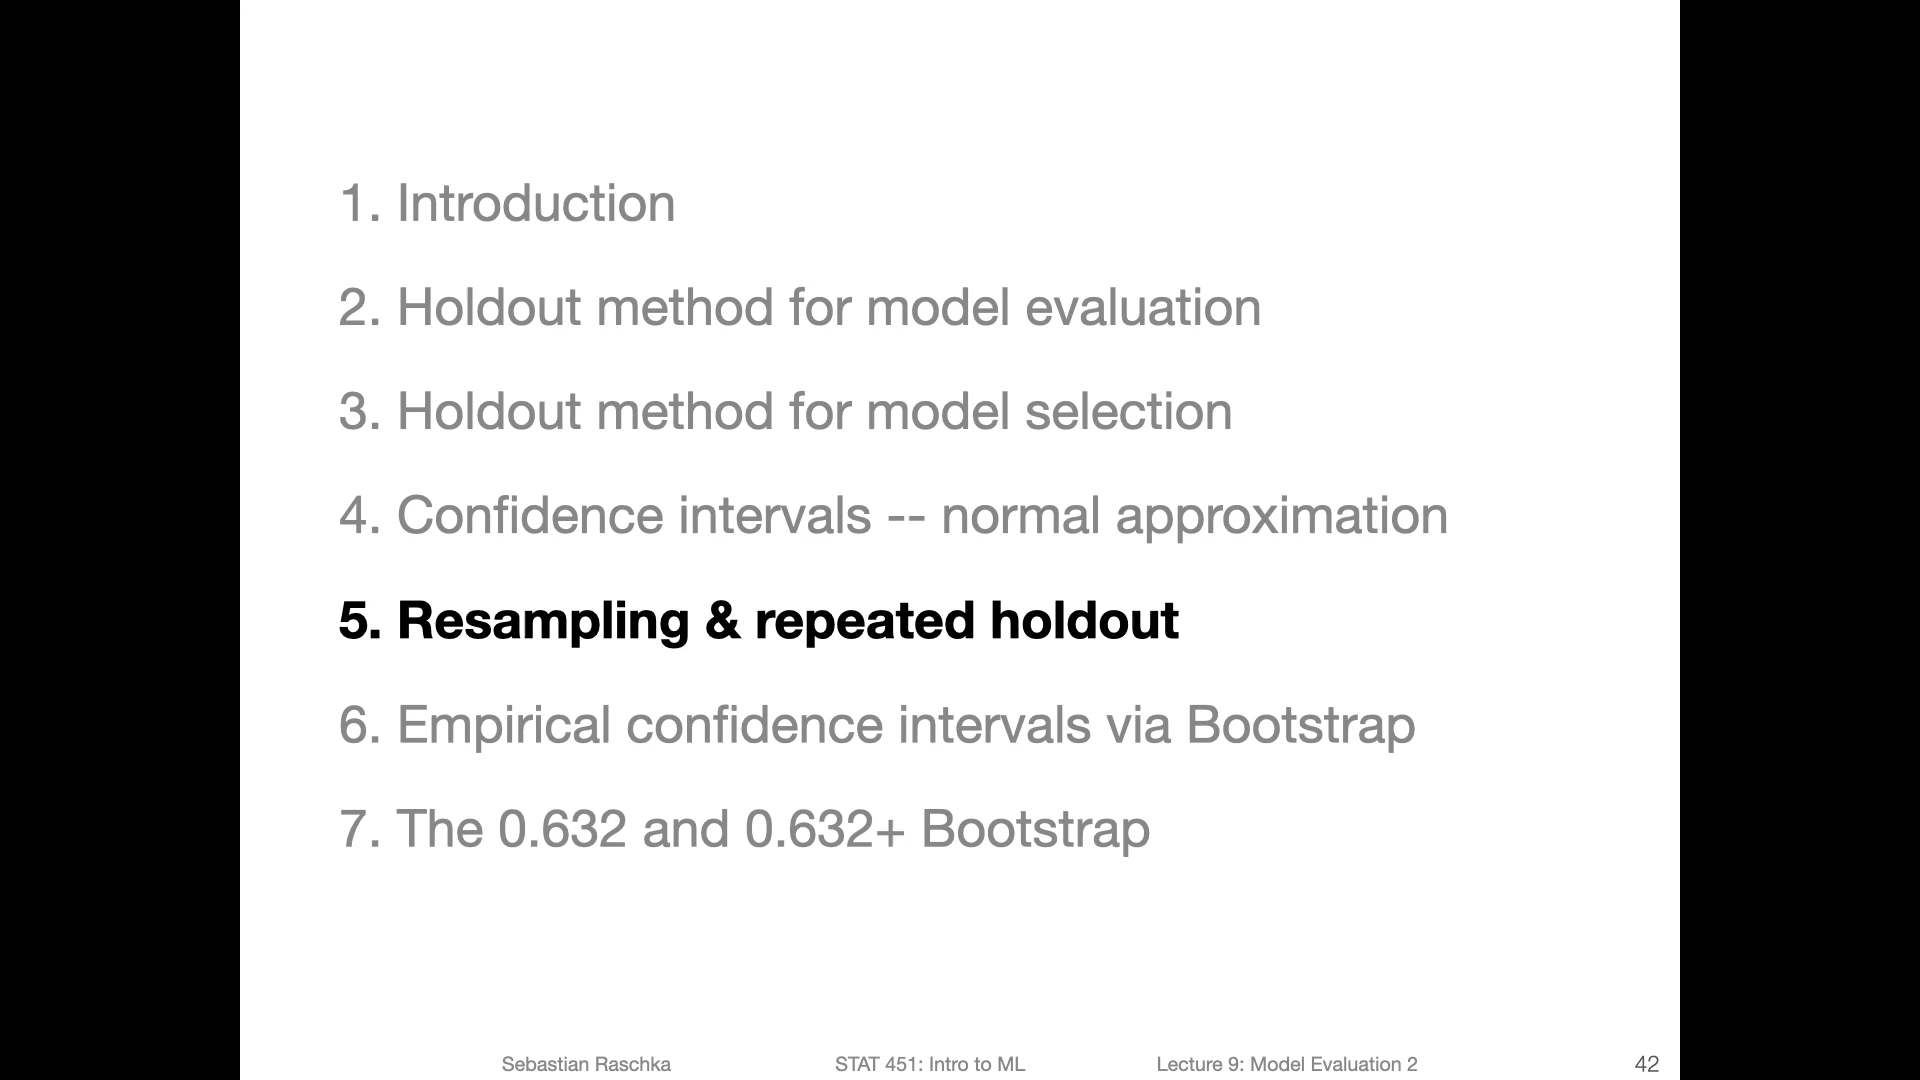 1. Introduction
2. Holdout method for model evaluation
3. Holdout method for model selection
4. Confidence intervals -- normal approximation
5. Resampling & repeated holdout
6. Empirical confidence intervals via Bootstrap
7. The 0.632 and 0.632+ Bootstrap
Sebastian Raschka STAT 451: Intro to ML Lecture 9: Model Evaluation 2 42